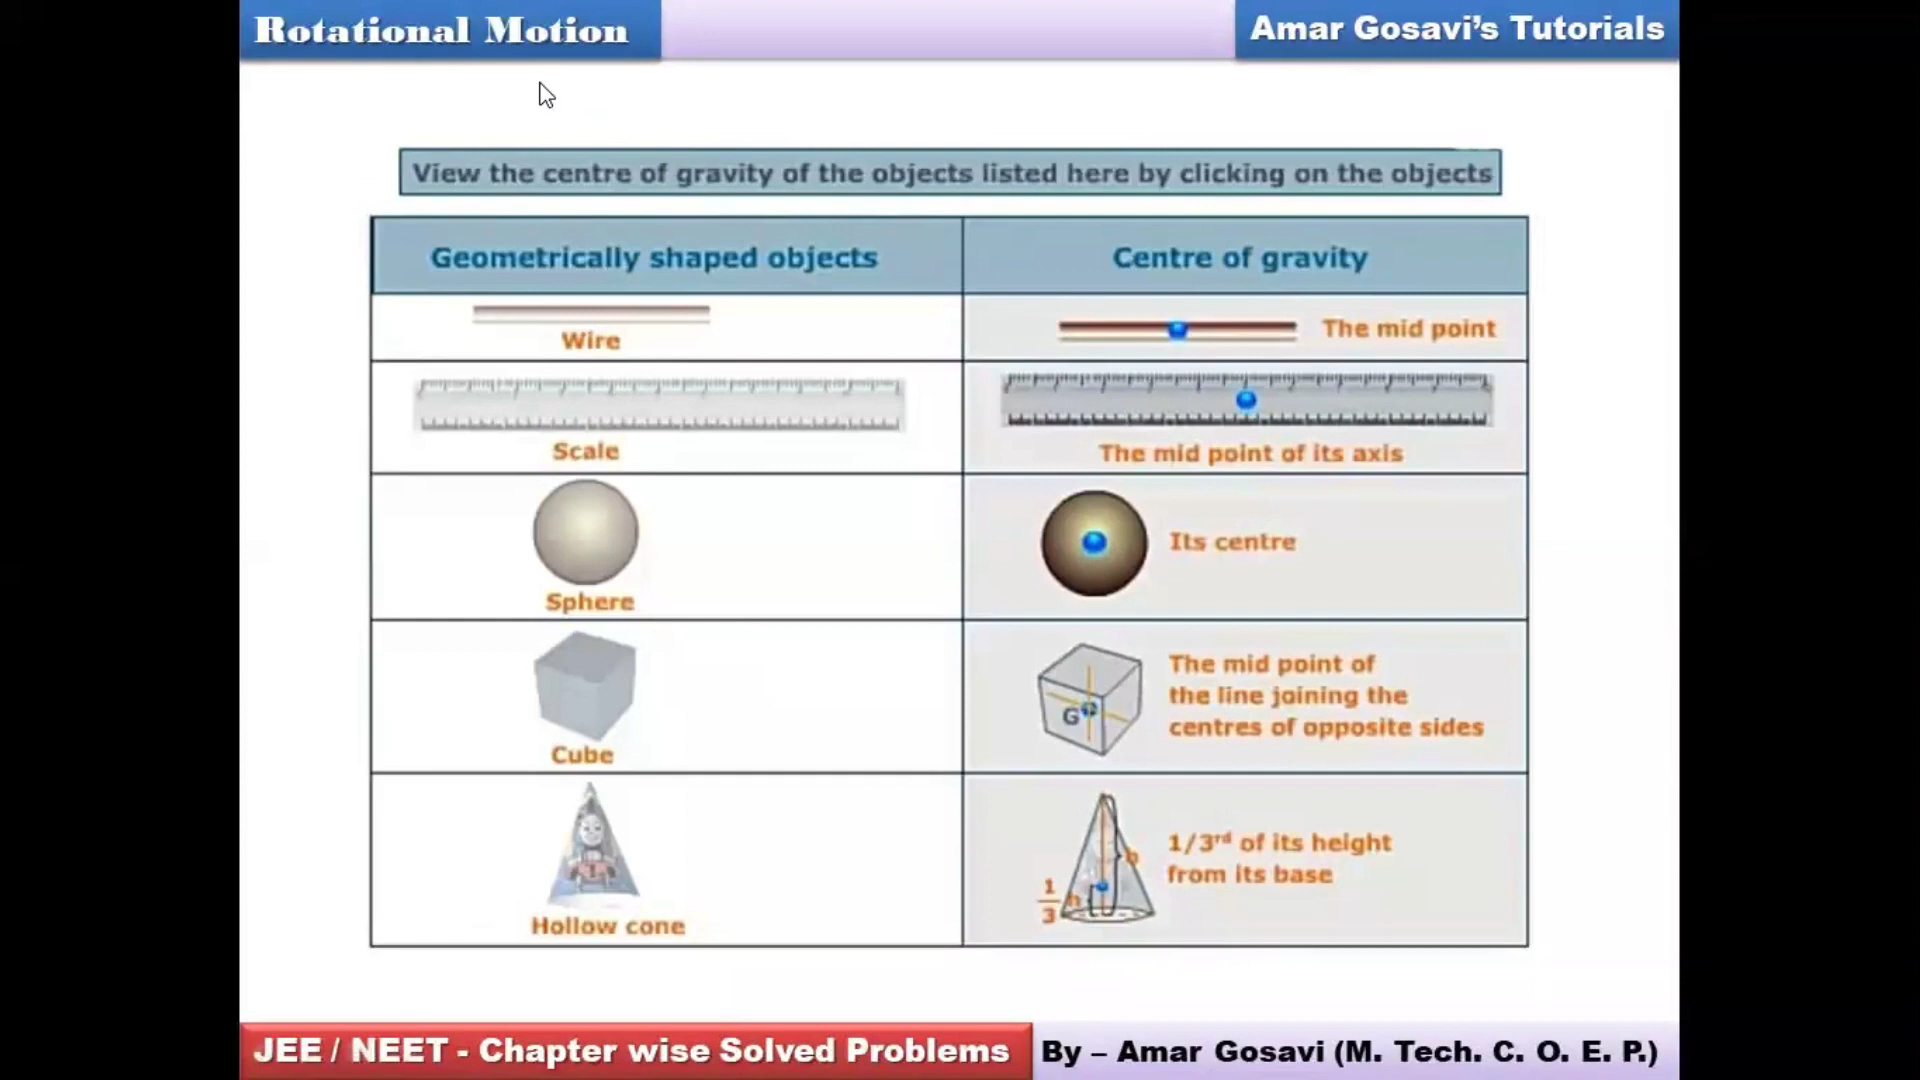 Rotational Motion
Amar Gosavi's Tutorials
View the centre of gravity of the objects listed here by clicking on the objects
Geometrically shaped objects
Centre of gravity
Wire
The mid point
Scale
The mid point of its axis
Sphere
Its centre
Cube
G
The mid point of
the line joining the
centres of opposite sides
Hollow cone
h
1/3 h
1/3rd of its height
from its base
JEE / NEET - Chapter wise Solved Problems
By – Amar Gosavi (M. Tech. C. O. E. P.)